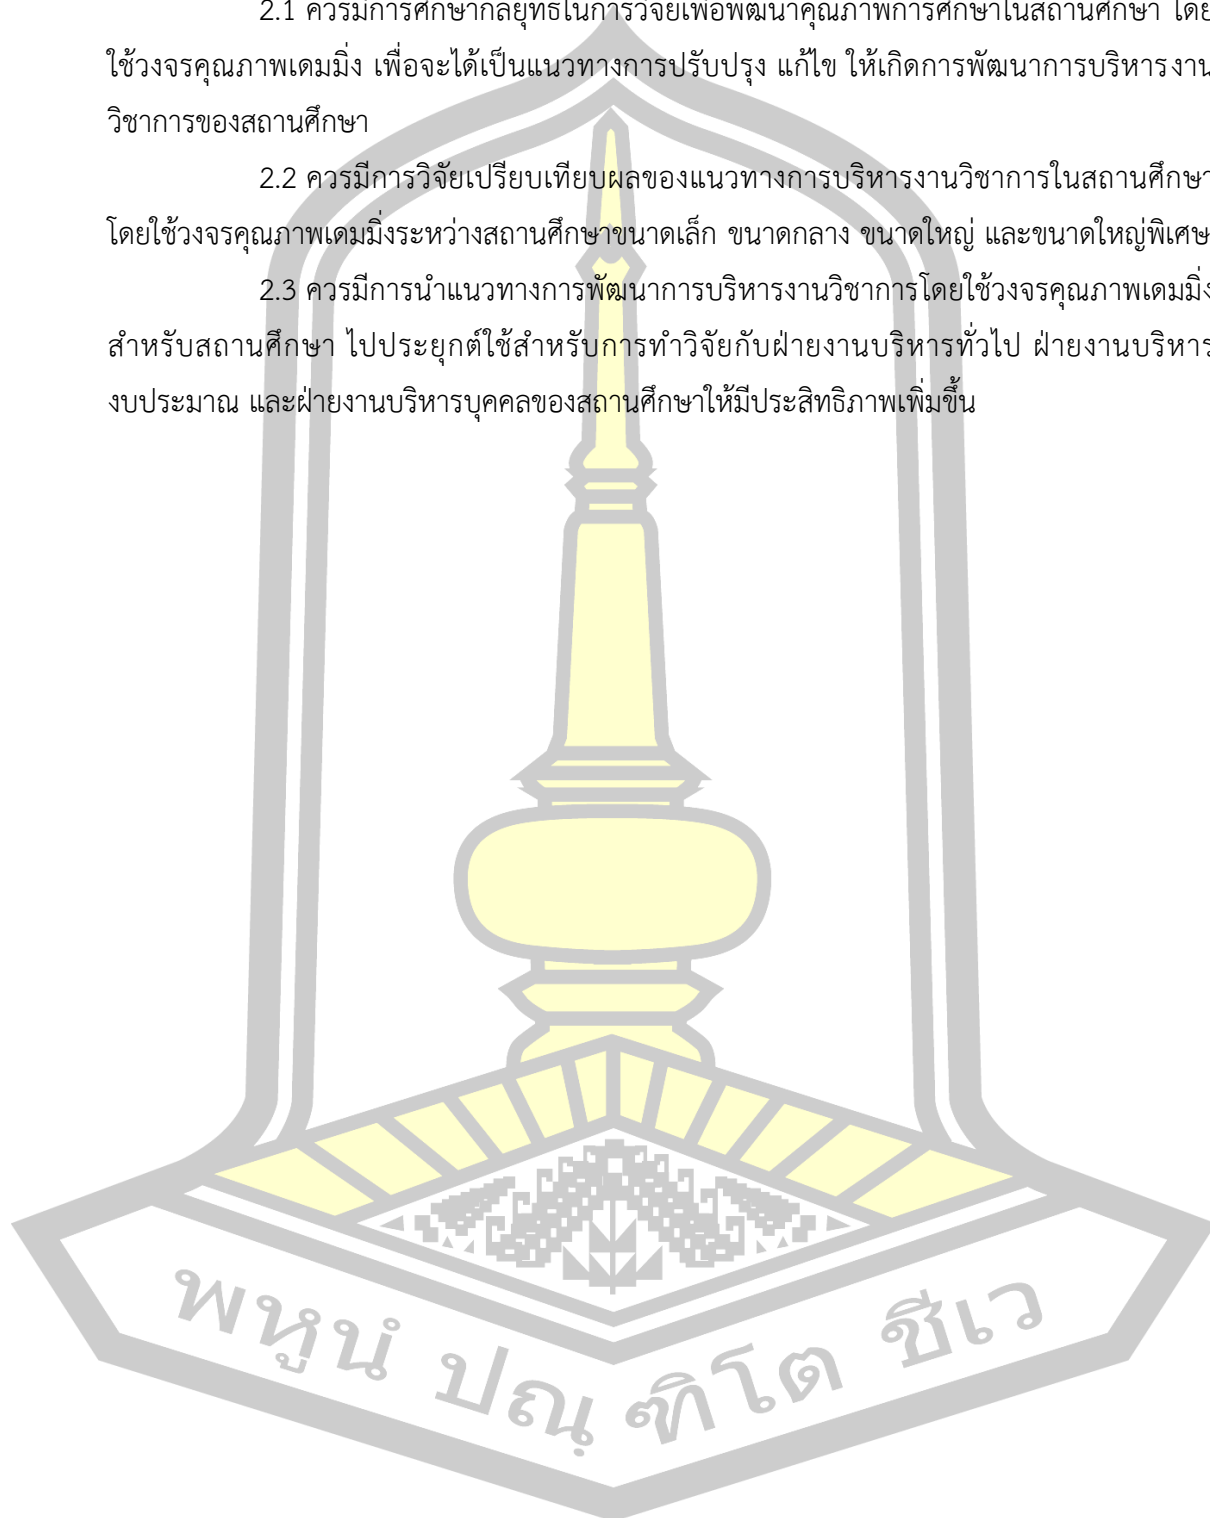 2.1 ควรมีการศึกษากลยุทธ์ในการวิจัยเพื่อพัฒนาคุณภาพการศึกษาในสถานศึกษา โดย
ใช้วงจรคุณภาพเดมมิ่ง เพื่อจะได้เป็นแนวทางการปรับปรุง แก้ไข ให้เกิดการพัฒนาการบริหารงาน
วิชาการของสถานศึกษา
2.2 ควรมีการวิจัยเปรียบเทียบผลของแนวทางการบริหารงานวิชาการในสถานศึกษา
โดยใช้วงจรคุณภาพเดมมิ่งระหว่างสถานศึกษาขนาดเล็ก ขนาดกลาง ขนาดใหญ่ และขนาดใหญ่พิเศษ
2.3 ควรมีการนำแนวทางการพัฒนาการบริหารงานวิชาการโดยใช้วงจรคุณภาพเดมมิ่ง
สำหรับสถานศึกษา ไปประยุกต์ใช้สำหรับการทำวิจัยกับฝ่ายงานบริหารทั่วไป ฝ่ายงานบริหาร
งบประมาณ และฝ่ายงานบริหารบุคคลของสถานศึกษาให้มีประสิทธิภาพเพิ่มขึ้น
พหูนํ ปณฺฑิโต ชีเว